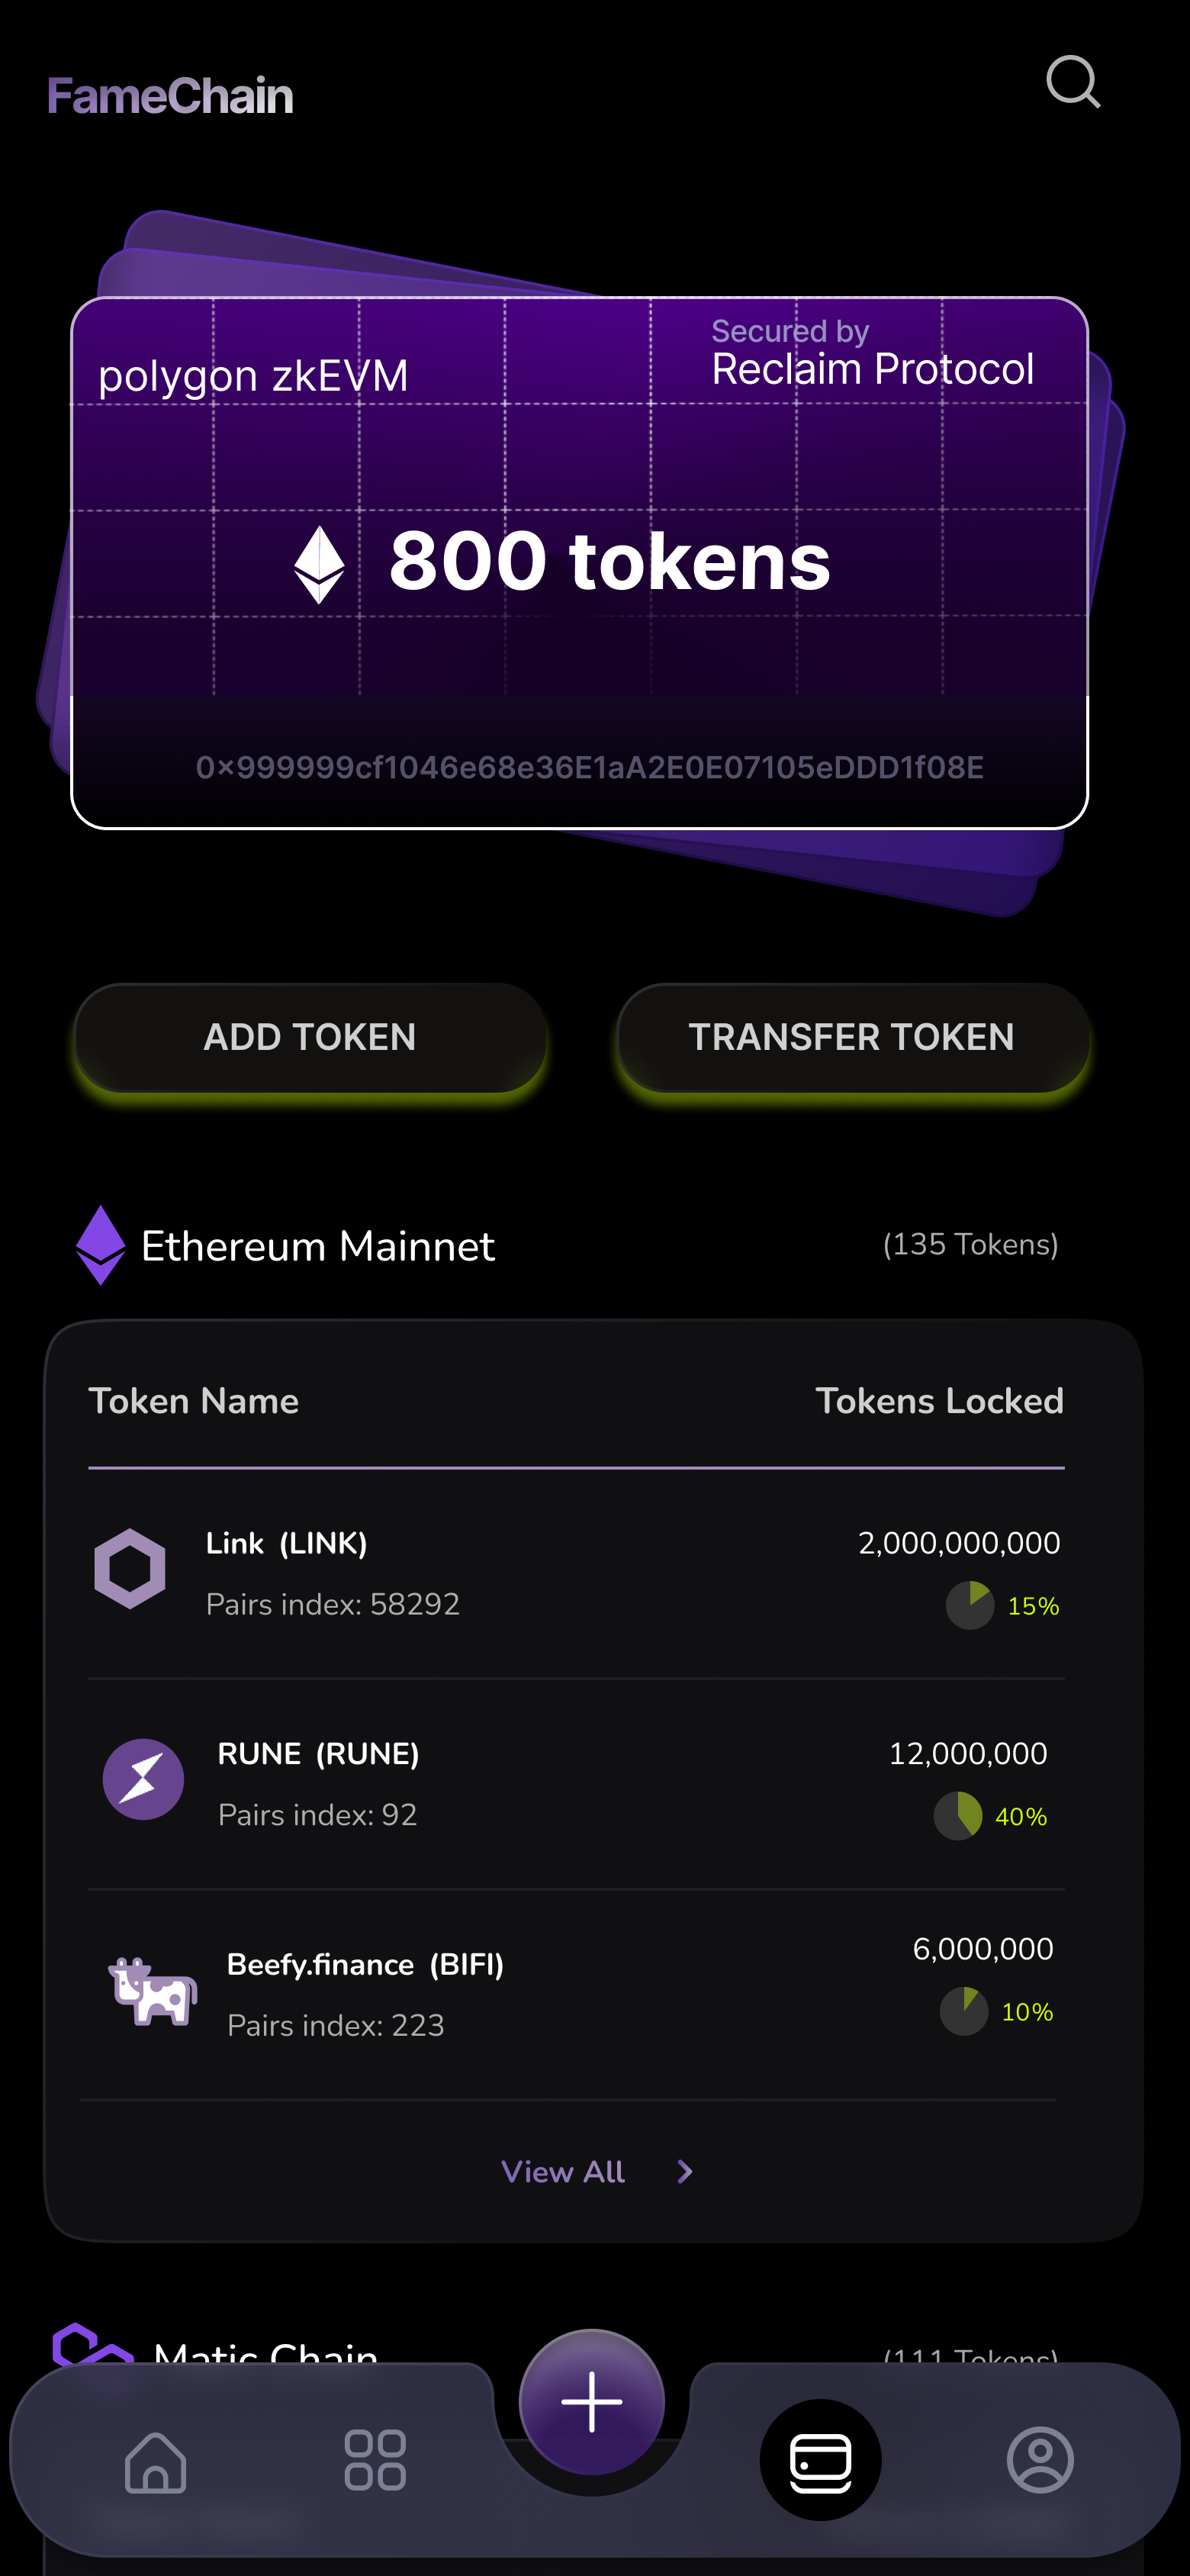 FameChain
Secured by
polygon zkEVM
Reclaim Protocol
800 tokens
0×999999cf1046e68e36E1aA2E0E07105eDDD1f08E
ADD TOKEN
TRANSFER TOKEN
Ethereum Mainnet
(135 Tokens)
Token Name
Tokens Locked
Link (LINK)
2,000,000,000
Pairs index: 58292
15%
RUNE (RUNE)
12,000,000
Pairs index: 92
40%
Beefy.finance (BIFI)
6,000,000
Pairs index: 223
10%
View All
Matic Chain
(111 Tokens)